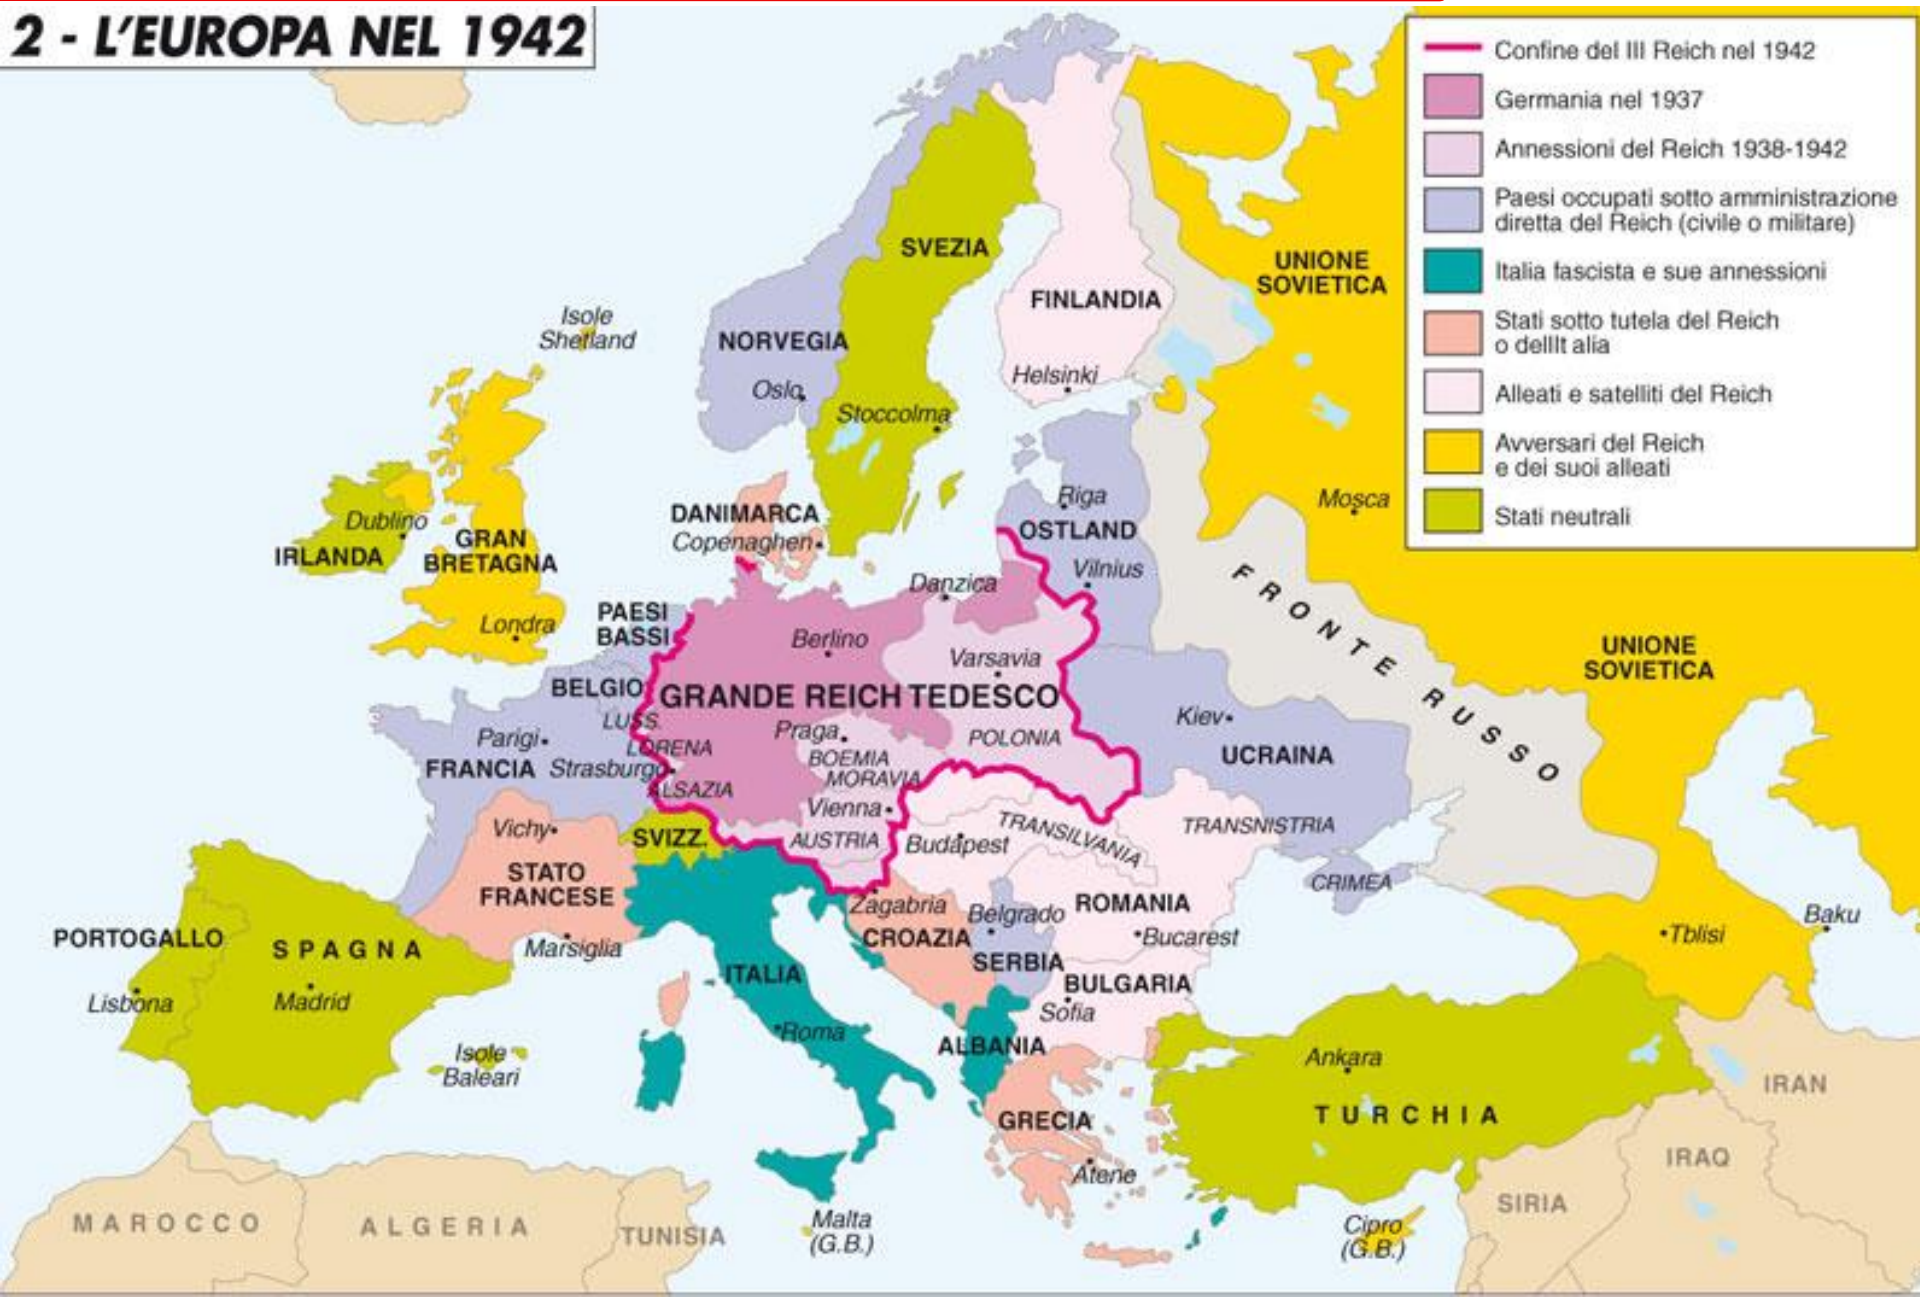 2 - L'EUROPA NEL 1942
Confine del III Reich nel 1942
Germania nel 1937
Annessioni del Reich 1938-1942
Paesi occupati sotto amministrazione
diretta del Reich (civile o militare)
Italia fascista e sue annessioni
Stati sotto tutela del Reich
o dellIt alia
Alleati e satelliti del Reich
Avversari del Reich
e dei suoi alleati
Stati neutrali
SVEZIA
UNIONE
SOVIETICA
FINLANDIA
Isole
Shetland
NORVEGIA
Oslo
Helsinki
Stoccolma
Riga
Mosca
DANIMARCA
Copenaghen
OSTLAND
Dublino
IRLANDA
GRAN
BRETAGNA
Vilnius
Danzica
FRONTE RUSSO
PAESI
BASSI
Londra
Berlino
Varsavia
UNIONE
SOVIETICA
BELGIO
GRANDE REICH TEDESCO
LUSS.
Parigi
Praga
POLONIA
Kiev
LORENA
BOEMIA
MORAVIA
UCRAINA
FRANCIA
Strasburgo
ALSAZIA
Vienna
Vichy
SVIZZ.
AUSTRIA
Budapest
TRANSILVANIA
TRANSNISTRIA
STATO
FRANCESE
CRIMEA
Zagabria
Belgrado
ROMANIA
Baku
PORTOGALLO
SPAGNA
Marsiglia
CROAZIA
Bucarest
Tblisi
SERBIA
ITALIA
BULGARIA
Lisbona
Madrid
Sofia
Roma
ALBANIA
Isole
Baleari
Ankara
IRAN
GRECIA
TURCHIA
Atene
IRAQ
SIRIA
MAROCCO
ALGERIA
TUNISIA
Malta
(G.B.)
Cipro
(G.B.)